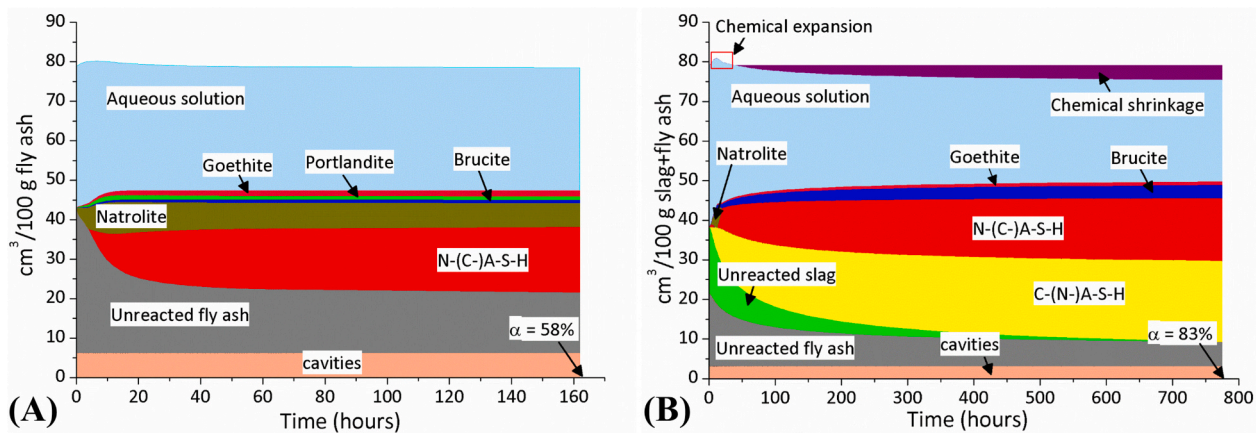 90
80
70
60
50
40
30
20
10
0
cm³/100 g fly ash
Aqueous solution
Goethite
Portlandite
Brucite
Natrolite
N-(C-)A-S-H
Unreacted fly ash
α = 58%
cavities
0 20 40 60 80 100 120 140 160
Time (hours)
(A)
90
80
70
60
50
40
30
20
10
0
cm³/100 g slag+fly ash
Chemical expansion
Aqueous solution
Chemical shrinkage
Natrolite
Goethite
Brucite
N-(C-)A-S-H
Unreacted slag
C-(N-)A-S-H
α = 83%
Unreacted fly ash
cavities
0 100 200 300 400 500 600 700 800
Time (hours)
(B)